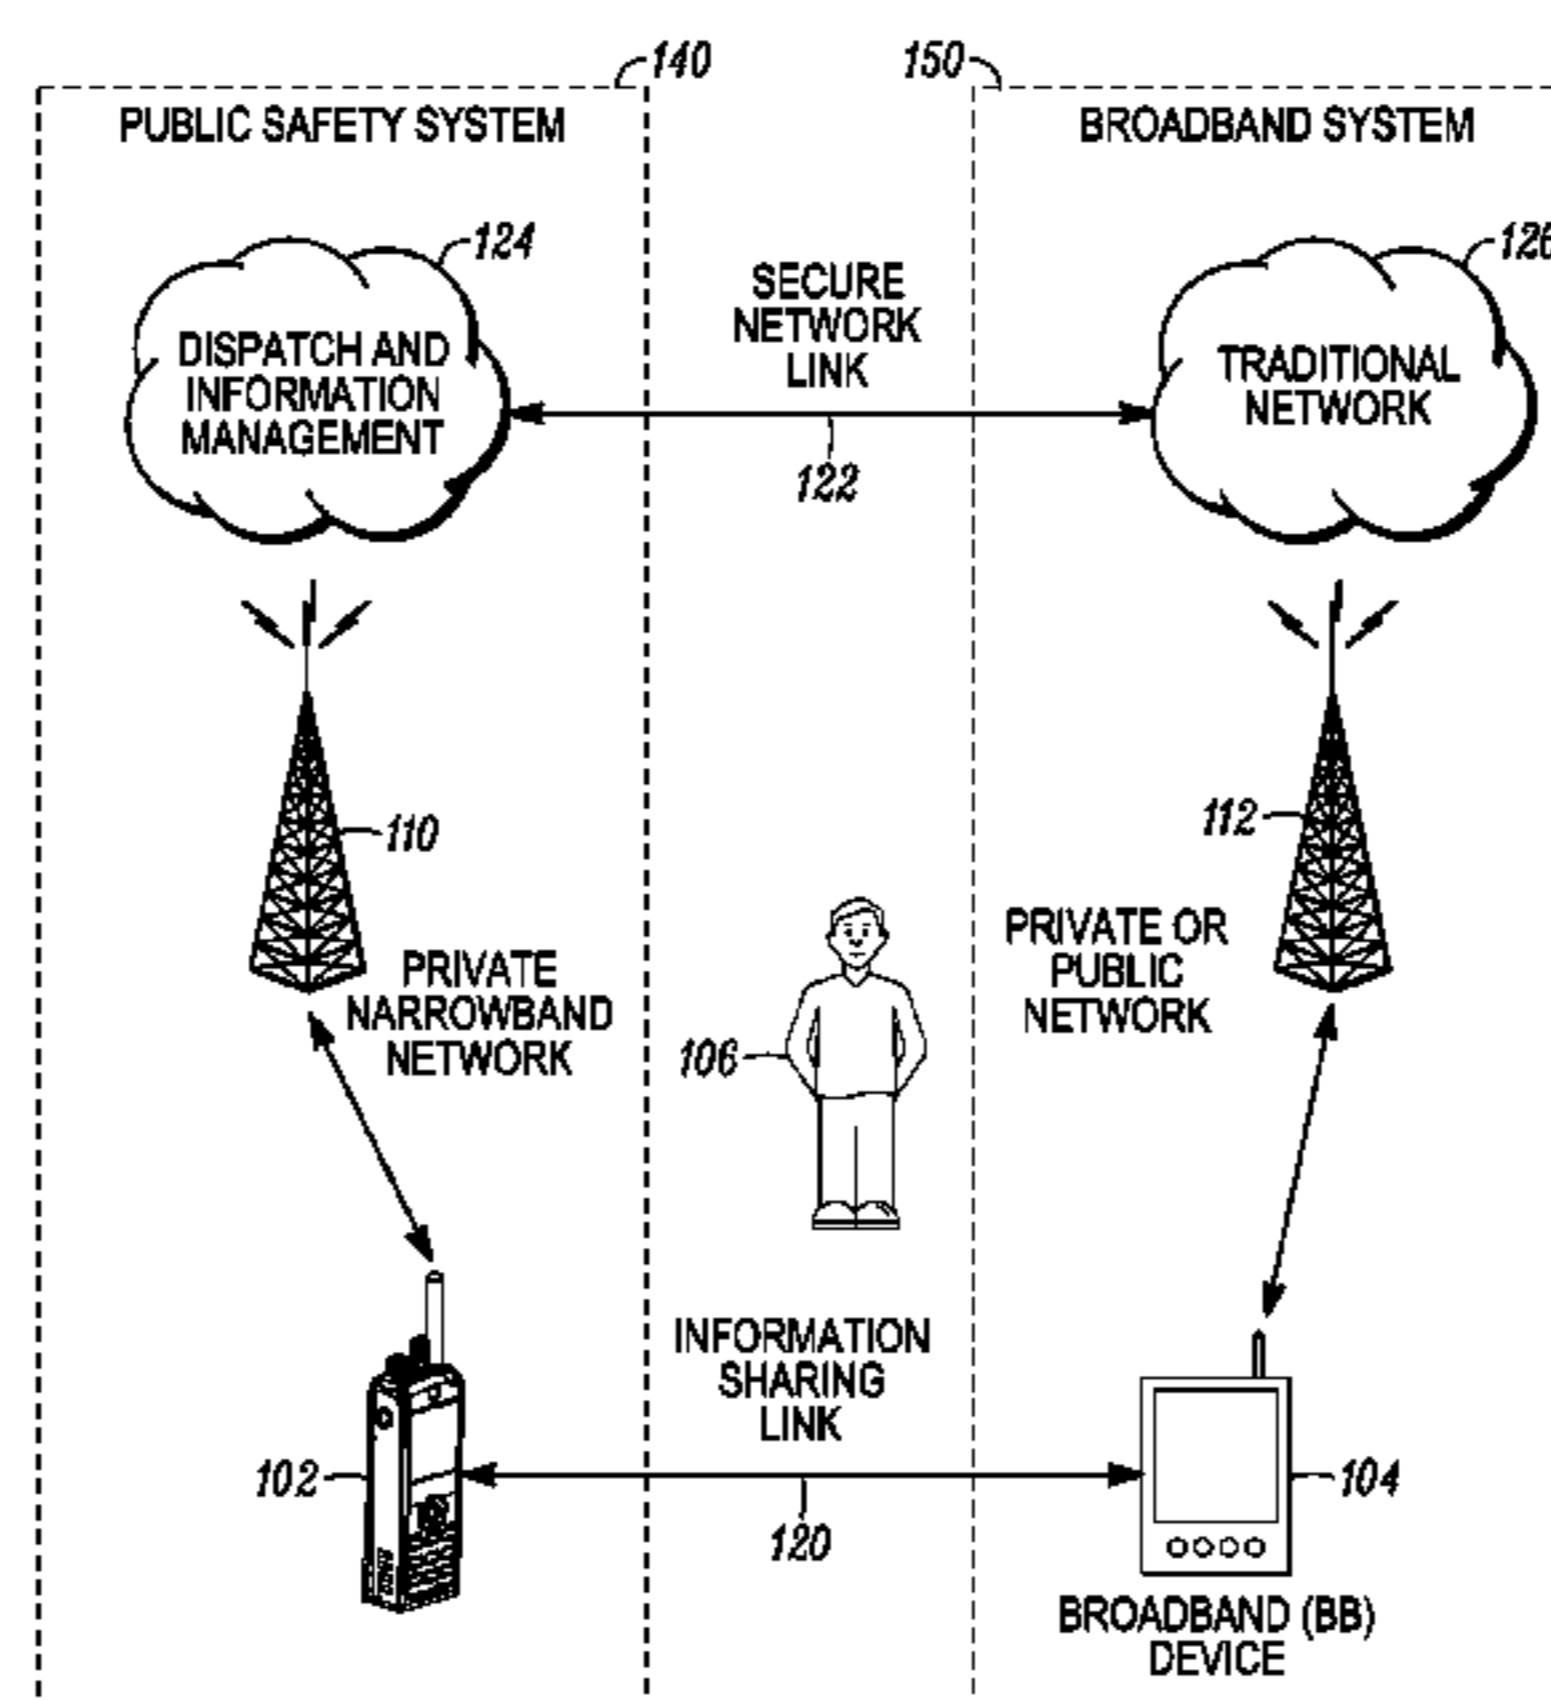 140
150
PUBLIC SAFETY SYSTEM
BROADBAND SYSTEM
124
126
SECURE
NETWORK
LINK
DISPATCH AND
INFORMATION
MANAGEMENT
TRADITIONAL
NETWORK
122
110
112
PRIVATE
NARROWBAND
NETWORK
PRIVATE OR
PUBLIC
NETWORK
106
INFORMATION
SHARING
LINK
102
104
120
BROADBAND (BB)
DEVICE